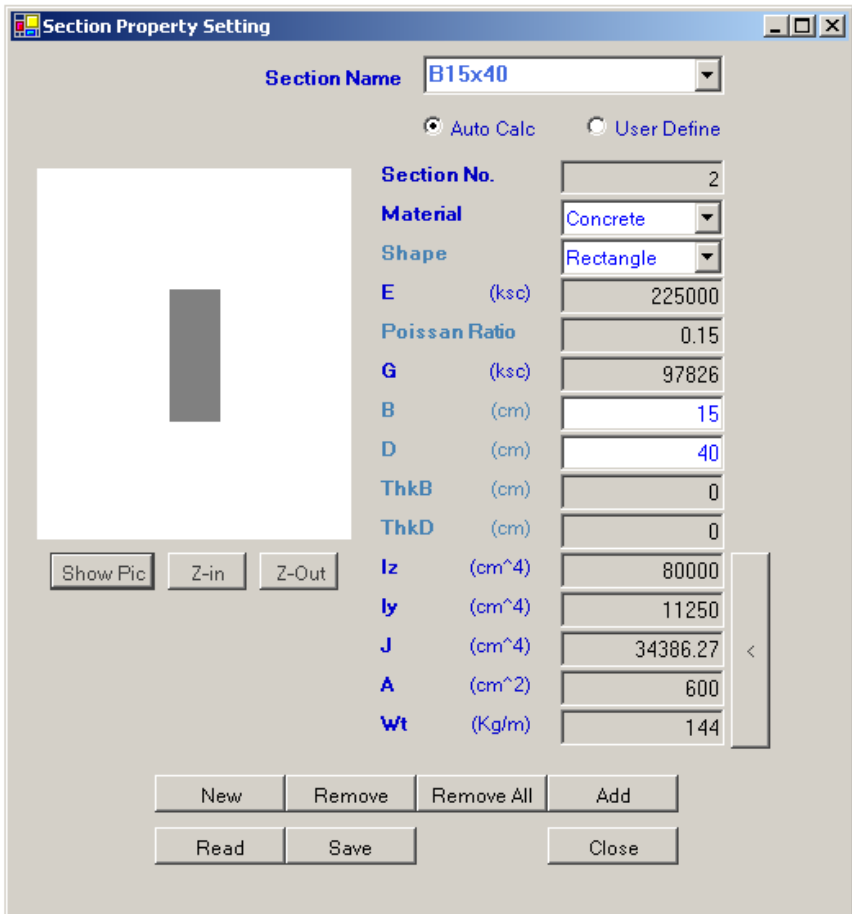 Section Property Setting
Section Name B15x40
Auto Calc User Define
Section No. 2
Material Concrete
Shape Rectangle
E (ksc) 225000
Poissan Ratio 0.15
G (ksc) 97826
B (cm) 15
D (cm) 40
ThkB (cm) 0
ThkD (cm) 0
Show Pic Z-in Z-Out Iz (cm^4) 80000
Iy (cm^4) 11250
J (cm^4) 34386.27 <
A (cm^2) 600
Wt (Kg/m) 144
New Remove Remove All Add
Read Save Close